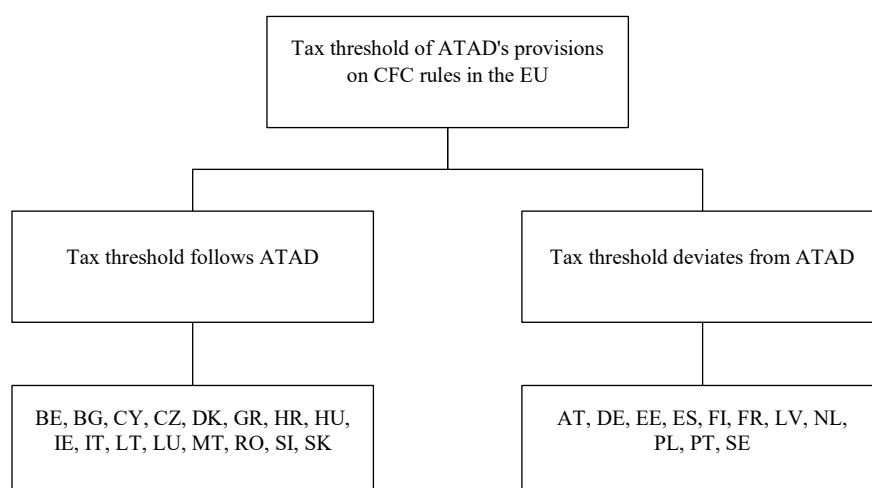 Tax threshold of ATAD's provisions
on CFC rules in the EU
Tax threshold follows ATAD
Tax threshold deviates from ATAD
BE, BG, CY, CZ, DK, GR, HR, HU,
IE, IT, LT, LU, MT, RO, SI, SK
AT, DE, EE, ES, FI, FR, LV, NL,
PL, PT, SE